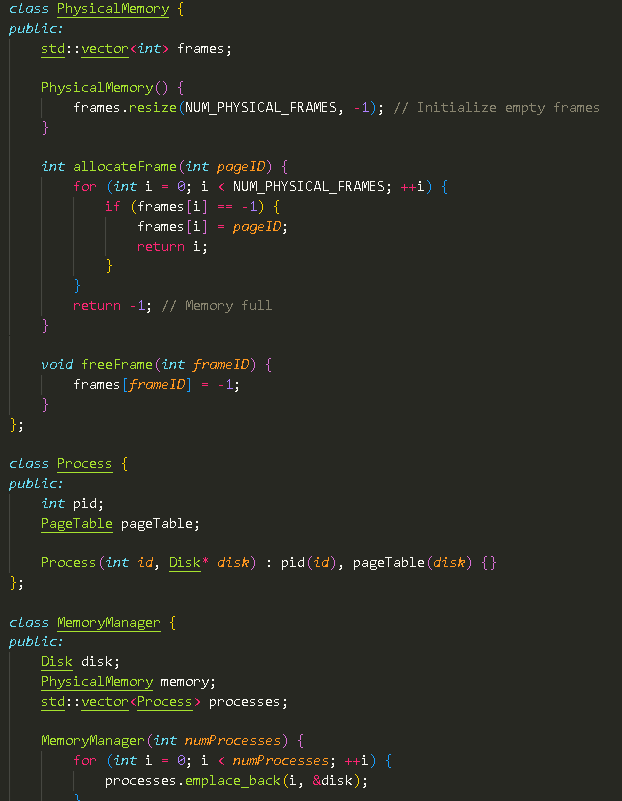 class PhysicalMemory {
public:
    std::vector<int> frames;

    PhysicalMemory() {
        frames.resize(NUM_PHYSICAL_FRAMES, -1); // Initialize empty frames
    }

    int allocateFrame(int pageID) {
        for (int i = 0; i < NUM_PHYSICAL_FRAMES; ++i) {
            if (frames[i] == -1) {
                frames[i] = pageID;
                return i;
            }
        }
        return -1; // Memory full
    }

    void freeFrame(int frameID) {
        frames[frameID] = -1;
    }
};

class Process {
public:
    int pid;
    PageTable pageTable;

    Process(int id, Disk* disk) : pid(id), pageTable(disk) {}
};

class MemoryManager {
public:
    Disk disk;
    PhysicalMemory memory;
    std::vector<Process> processes;

    MemoryManager(int numProcesses) {
        for (int i = 0; i < numProcesses; ++i) {
            processes.emplace_back(i, &disk);
        }